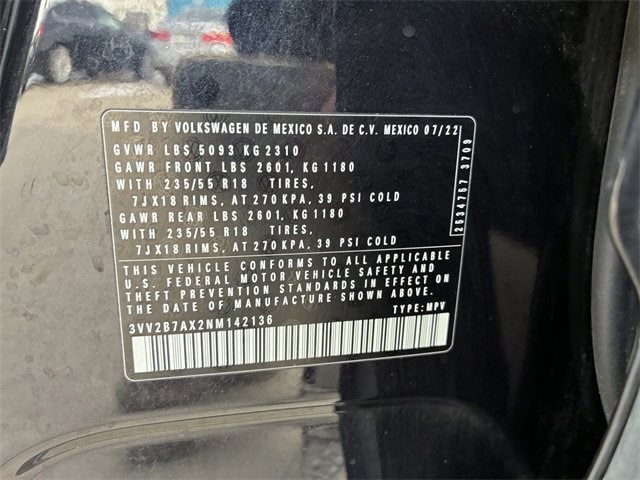 MFD BY VOLKSWAGEN DE MEXICO S.A. DE C.V. MEXICO 07/22
GVWR LBS 5093 KG 2310
GAWR FRONT LBS 2601, KG 1180
WITH 235/55 R18 TIRES,
7JX18 RIMS, AT 270 KPA, 39 PSI COLD
GAWR REAR LBS 2601, KG 1180
WITH 235/55 R18 TIRES,
7JX18 RIMS, AT 270 KPA, 39 PSI COLD
2534757 3709
THIS VEHICLE CONFORMS TO ALL APPLICABLE
U.S. FEDERAL MOTOR VEHICLE SAFETY AND
THEFT PREVENTION STANDARDS IN EFFECT ON
THE DATE OF MANUFACTURE SHOWN ABOVE.
3VV2B7AX2NM142136 TYPE: MPV